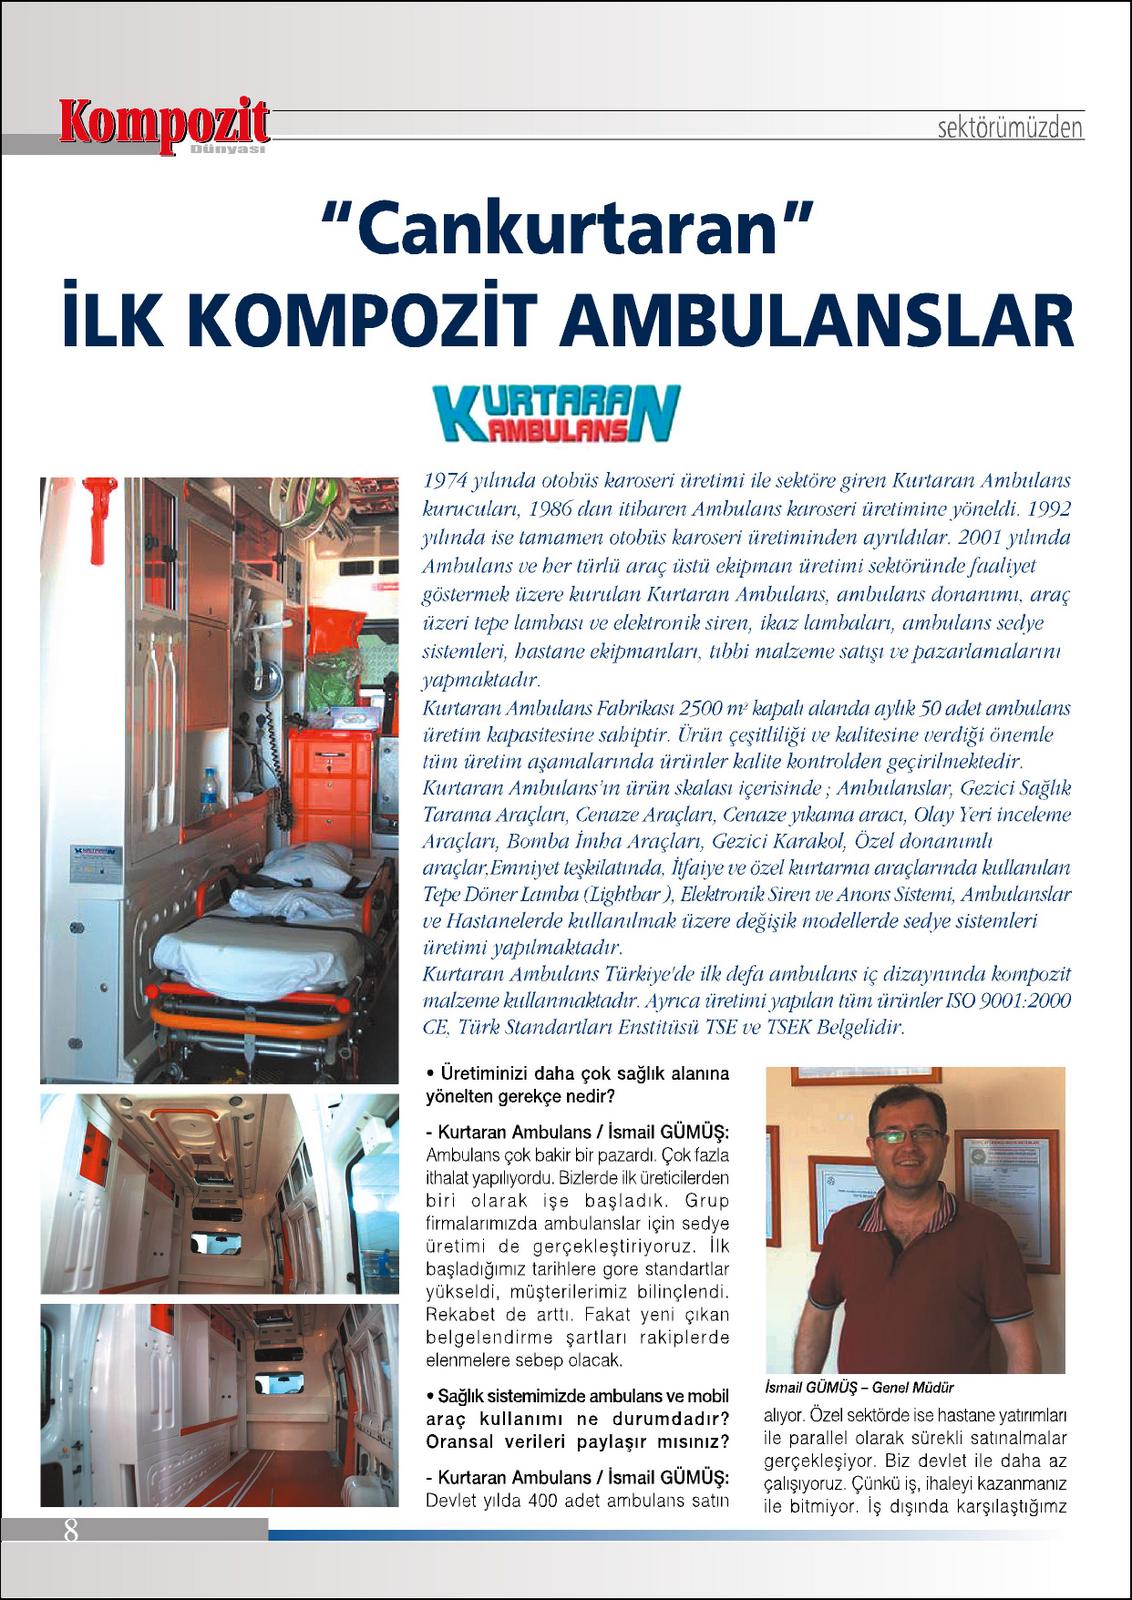 Kompozit
Dünyası
sektörümüzden
“Cankurtaran”
İLK KOMPOZİT AMBULANSLAR
KURTARAN
AMBULANS
1974 yılında otobüs karoseri üretimi ile sektöre giren Kurtaran Ambulans
kurucuları, 1986 dan itibaren Ambulans karoseri üretimine yöneldi. 1992
yılında ise tamamen otobüs karoseri üretiminden ayrıldılar. 2001 yılında
Ambulans ve her türlü araç üstü ekipman üretimi sektöründe faaliyet
göstermek üzere kurulan Kurtaran Ambulans, ambulans donanımı, araç
üzeri tepe lambası ve elektronik siren, ikaz lambaları, ambulans sedye
sistemleri, hastane ekipmanları, tıbbi malzeme satışı ve pazarlamalarını
yapmaktadır.
Kurtaran Ambulans Fabrikası 2500 m² kapalı alanda aylık 50 adet ambulans
üretim kapasitesine sahiptir. Ürün çeşitliliği ve kalitesine verdiği önemle
tüm üretim aşamalarında ürünler kalite kontrolden geçirilmektedir.
Kurtaran Ambulans’ın ürün skalası içerisinde ; Ambulanslar, Gezici Sağlık
Tarama Araçları, Cenaze Araçları, Cenaze yıkama aracı, Olay Yeri inceleme
Araçları, Bomba İmha Araçları, Gezici Karakol, Özel donanımlı
araçlar,Emniyet teşkilatında, İtfaiye ve özel kurtarma araçlarında kullanılan
Tepe Döner Lamba (Lightbar ), Elektronik Siren ve Anons Sistemi, Ambulanslar
ve Hastanelerde kullanılmak üzere değişik modellerde sedye sistemleri
üretimi yapılmaktadır.
Kurtaran Ambulans Türkiye'de ilk defa ambulans iç dizaynında kompozit
malzeme kullanmaktadır. Ayrıca üretimi yapılan tüm ürünler ISO 9001:2000
CE, Türk Standartları Enstitüsü TSE ve TSEK Belgelidir.
• Üretiminizi daha çok sağlık alanına
yönelten gerekçe nedir?
- Kurtaran Ambulans / İsmail GÜMÜŞ:
Ambulans çok bakir bir pazardı. Çok fazla
ithalat yapılıyordu. Bizlerde ilk üreticilerden
biri olarak işe başladık. Grup
firmalarımızda ambulanslar için sedye
üretimi de gerçekleştiriyoruz. İlk
başladığımız tarihlere gore standartlar
yükseldi, müşterilerimiz bilinçlendi.
Rekabet de arttı. Fakat yeni çıkan
belgelendirme şartları rakiplerde
elenmelere sebep olacak.
• Sağlık sistemimizde ambulans ve mobil
araç kullanımı ne durumdadır?
Oransal verileri paylaşır mısınız?
- Kurtaran Ambulans / İsmail GÜMÜŞ:
Devlet yılda 400 adet ambulans satın
İsmail GÜMÜŞ – Genel Müdür
alıyor. Özel sektörde ise hastane yatırımları
ile parallel olarak sürekli satınalmalar
gerçekleşiyor. Biz devlet ile daha az
çalışıyoruz. Çünkü iş, ihaleyi kazanmanız
ile bitmiyor. İş dışında karşılaştığımz
8